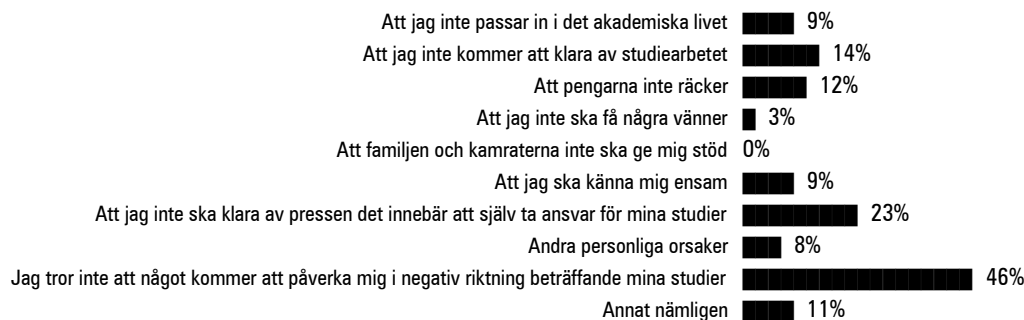 Att jag inte passar in i det akademiska livet 9%
Att jag inte kommer att klara av studiearbetet 14%
Att pengarna inte räcker 12%
Att jag inte ska få några vänner 3%
Att familjen och kamraterna inte ska ge mig stöd 0%
Att jag ska känna mig ensam 9%
Att jag inte ska klara av pressen det innebär att själv ta ansvar för mina studier 23%
Andra personliga orsaker 8%
Jag tror inte att något kommer att påverka mig i negativ riktning beträffande mina studier 46%
Annat nämligen 11%